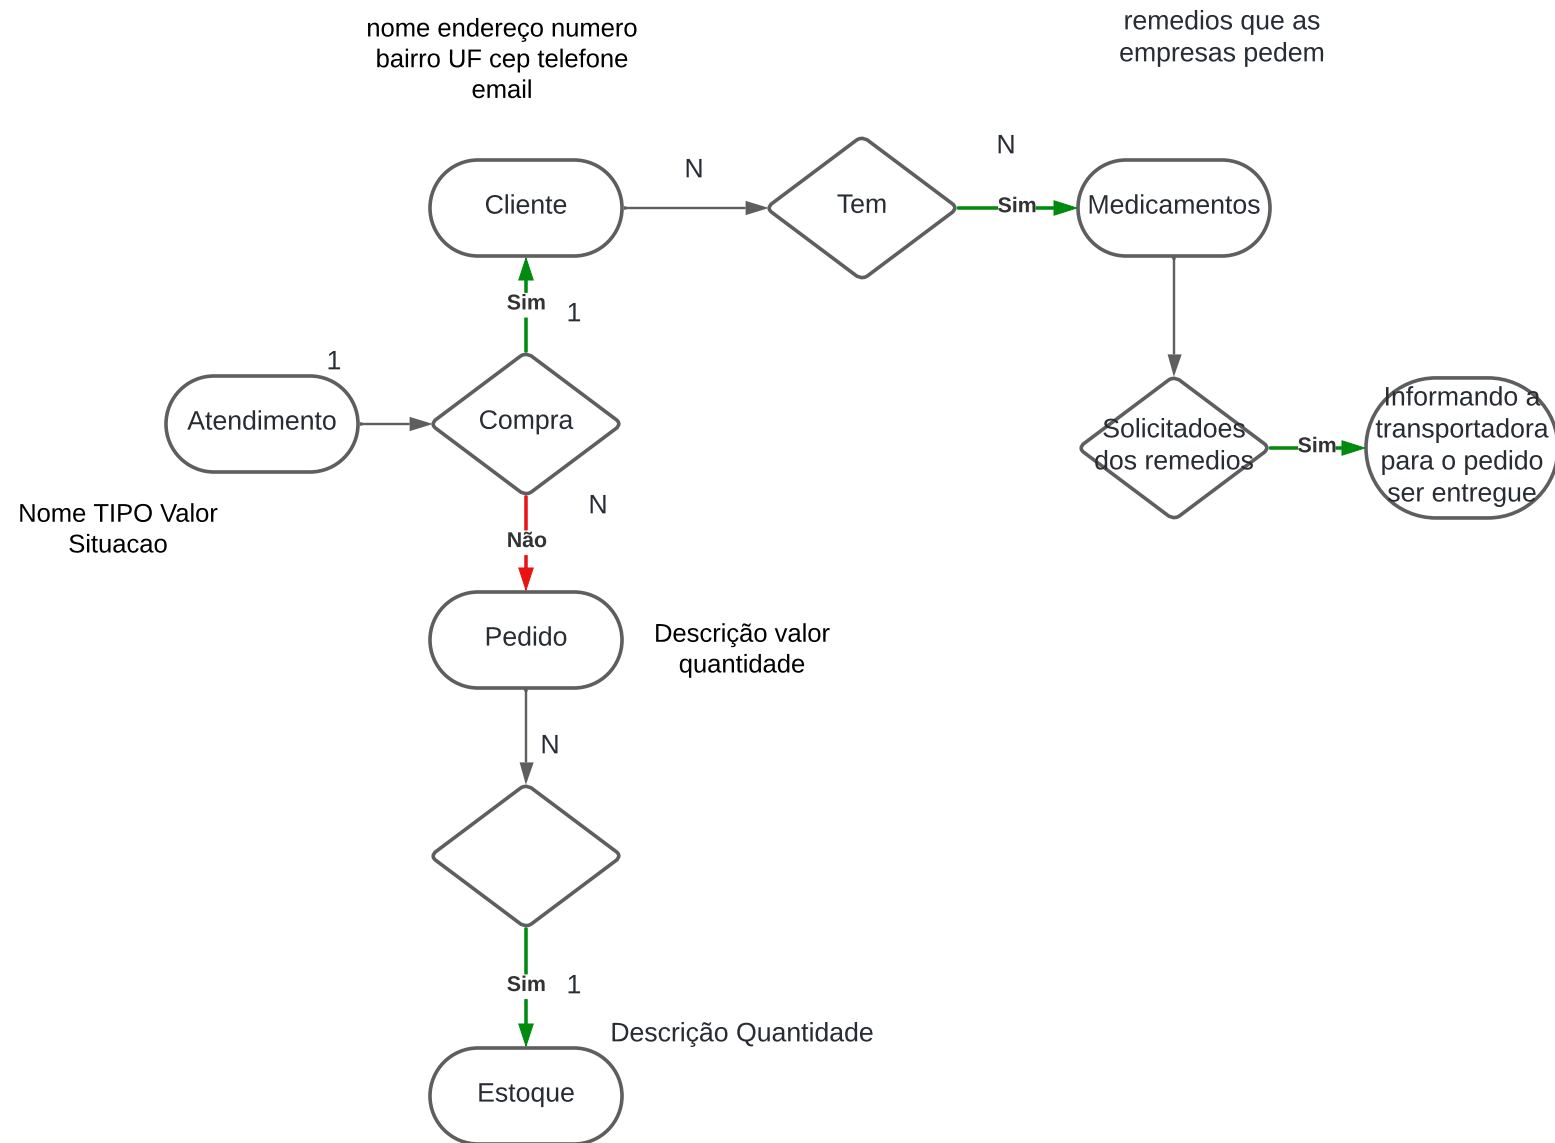 nome endereço numero
bairro UF cep telefone
email
remedios que as
empresas pedem
N
N
Cliente
Tem
Sim
Medicamentos
Sim
1
1
Atendimento
Compra
Solicitadoes
dos remedios
Sim
Informando a
transportadora
para o pedido
ser entregue
N
Nome TIPO Valor
Situacao
Não
Pedido
Descrição valor
quantidade
N
Sim
1
Descrição Quantidade
Estoque